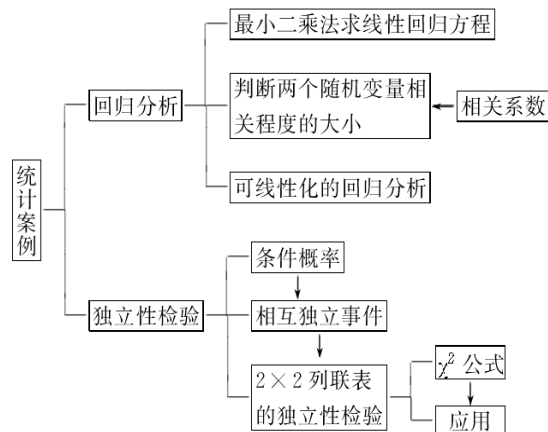 统计案例
回归分析
最小二乘法求线性回归方程
判断两个随机变量相
关程度的大小
相关系数
可线性化的回归分析
独立性检验
条件概率
相互独立事件
2×2列联表
的独立性检验
χ² 公式
应用